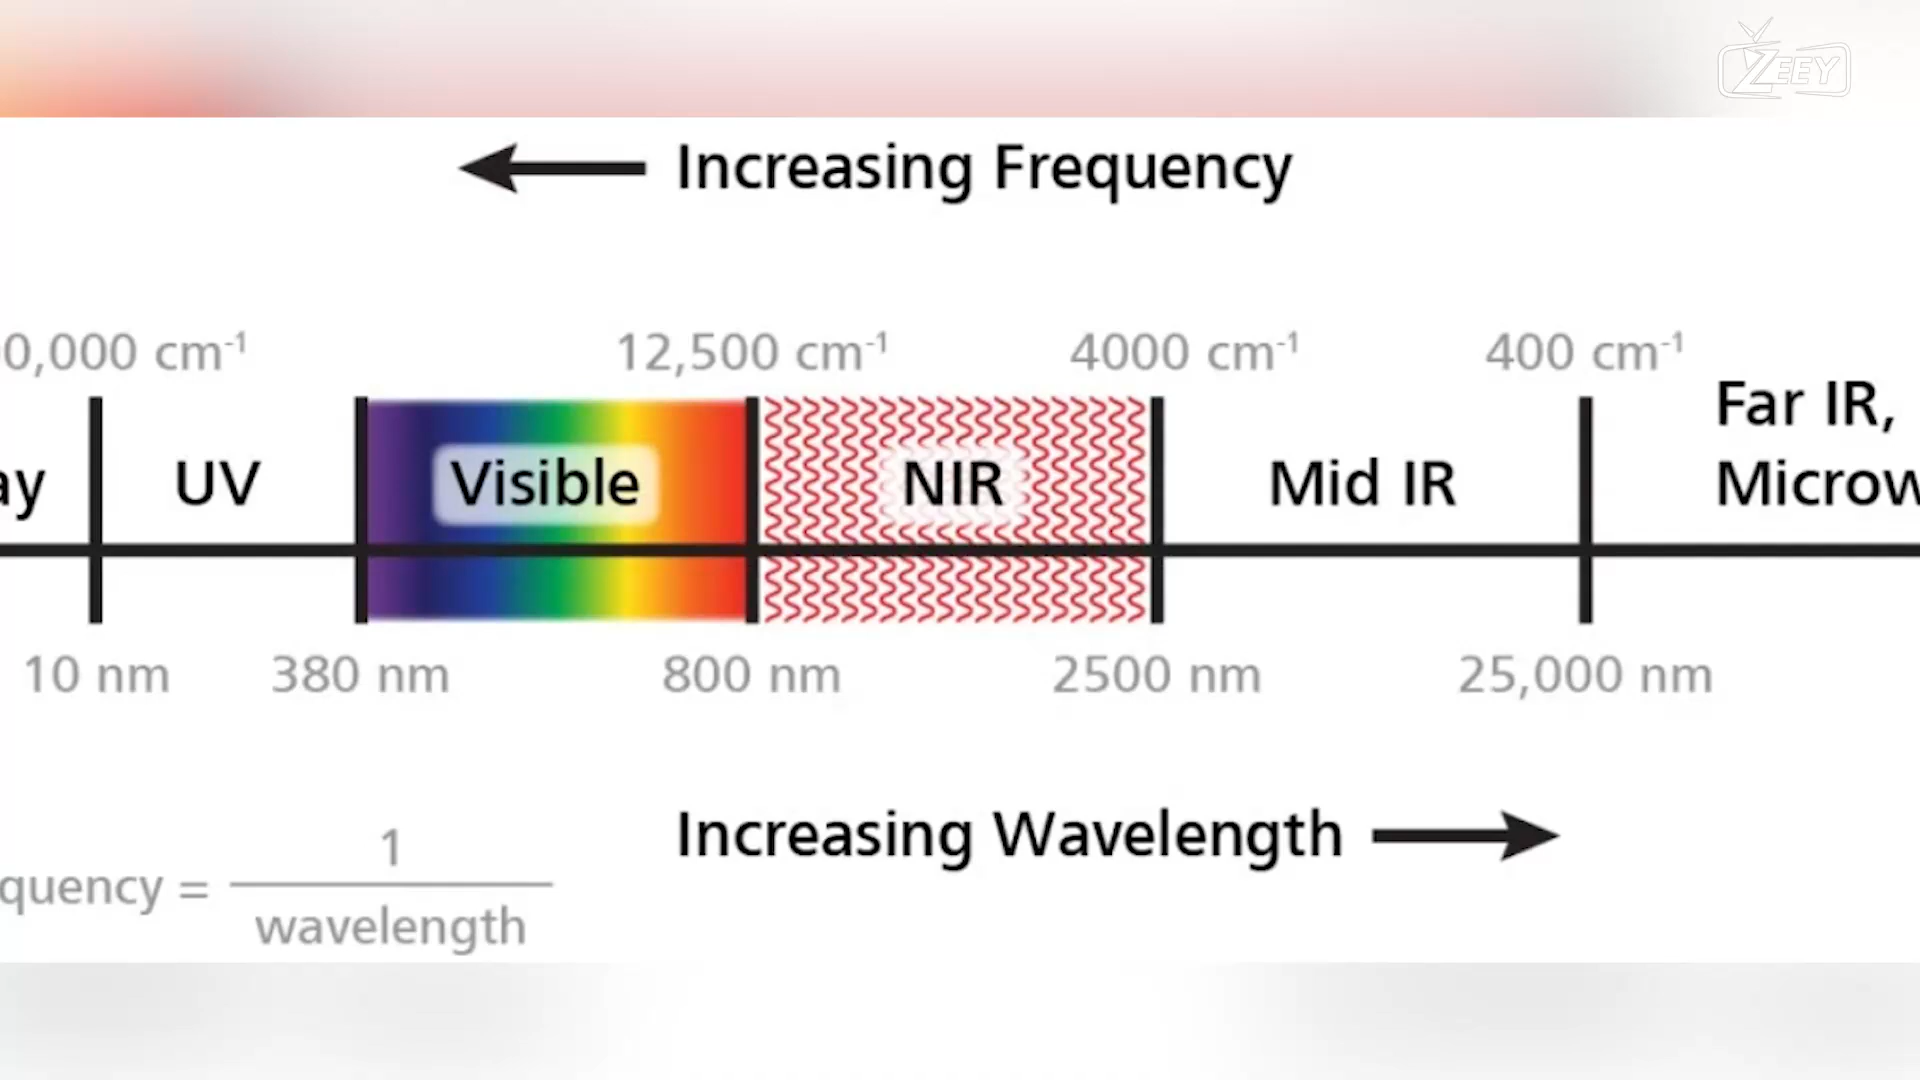 ZEEY
Increasing Frequency
0,000 cm⁻¹ 12,500 cm⁻¹ 4000 cm⁻¹ 400 cm⁻¹
Far IR,
ay UV Visible NIR Mid IR Microw
10 nm 380 nm 800 nm 2500 nm 25,000 nm
Increasing Wavelength
1
quency =
wavelength